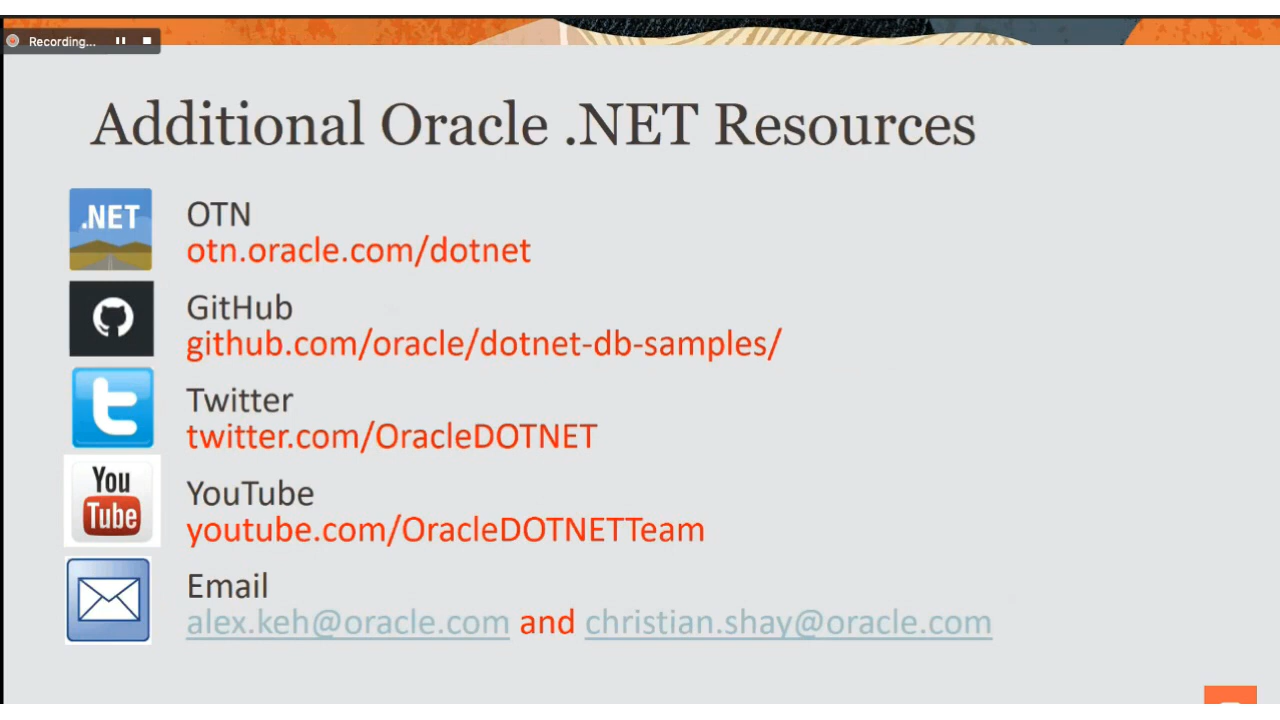 Recording...
Additional Oracle .NET Resources
.NET
OTN
otn.oracle.com/dotnet
GitHub
github.com/oracle/dotnet-db-samples/
Twitter
twitter.com/OracleDOTNET
You
Tube
YouTube
youtube.com/OracleDOTNETTeam
Email
alex.keh@oracle.com and christian.shay@oracle.com